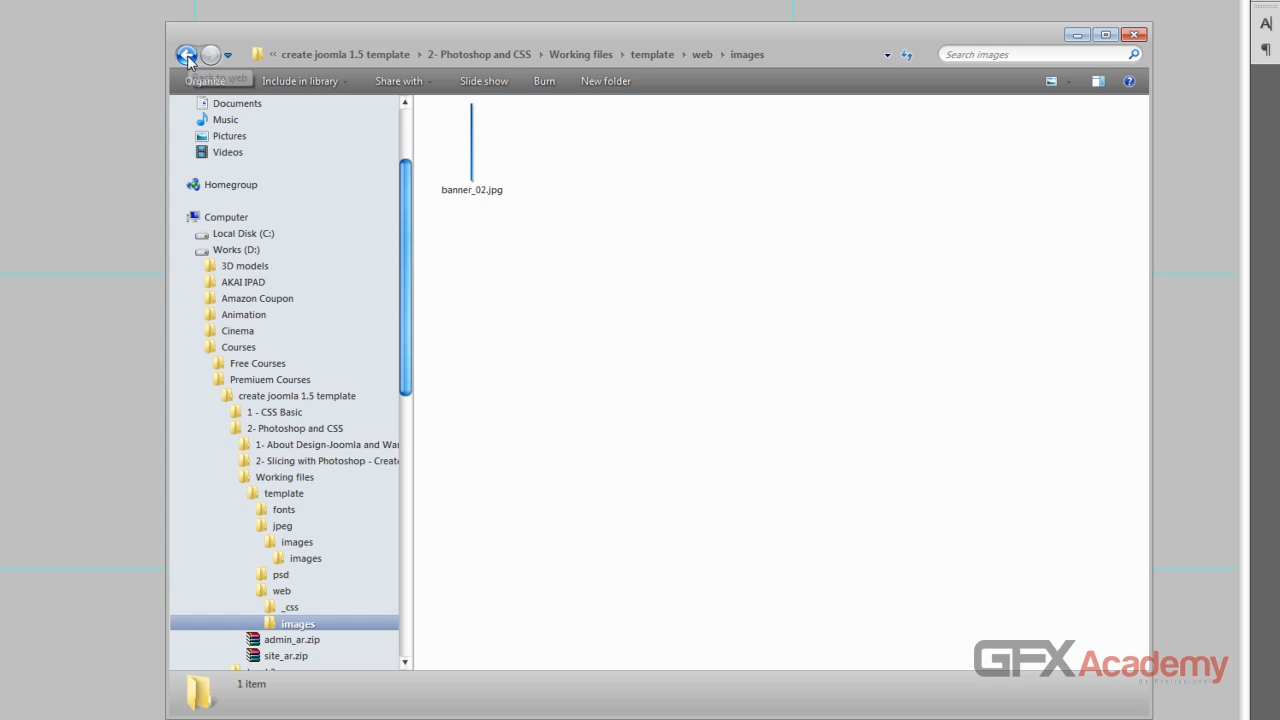 « create joomla 1.5 template ▸ 2- Photoshop and CSS ▸ Working files ▸ template ▸ web ▸ images
Search images
Organize
Include in library
Share with
Slide show
Burn
New folder
Documents
Music
Pictures
Videos
Homegroup
Computer
Local Disk (C:)
Works (D:)
3D models
AKAI IPAD
Amazon Coupon
Animation
Cinema
Courses
Free Courses
Premiuem Courses
create joomla 1.5 template
1 - CSS Basic
2- Photoshop and CSS
1- About Design-Joomla and War
2- Slicing with Photoshop - Create
Working files
template
fonts
jpeg
images
images
psd
web
_css
images
admin_ar.zip
site_ar.zip
banner_02.jpg
1 item
GFXAcademy
A
¶